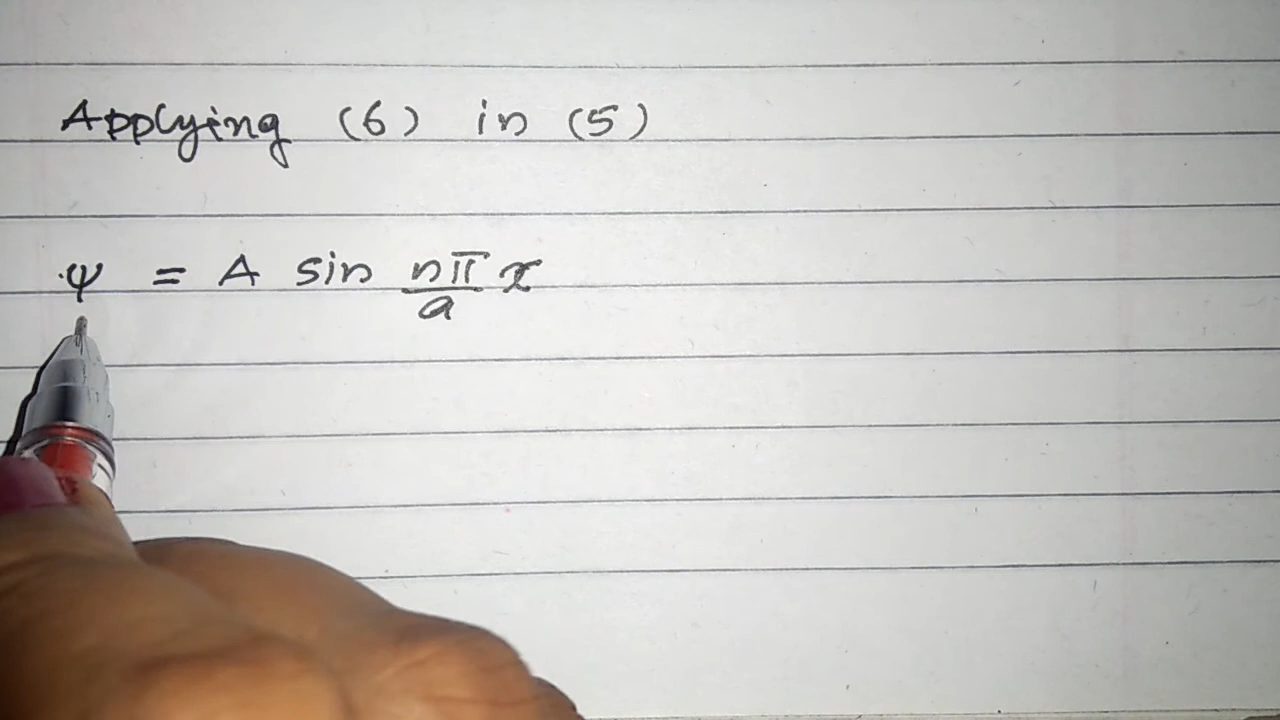 Applying (6) in (5)
ψ = A sin nπ/a x